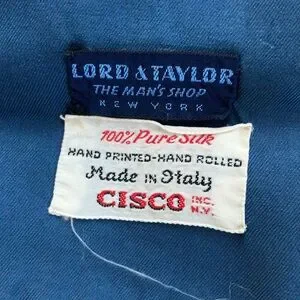 LORD & TAYLOR
THE MAN'S SHOP
NEW YORK
100% Pure Silk
HAND PRINTED-HAND ROLLED
Made in Italy
CISCO INC. N.Y.